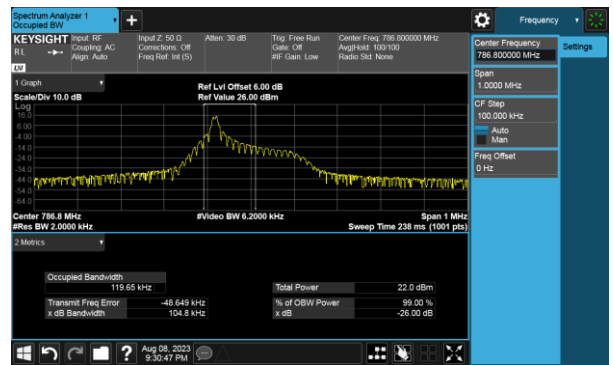 Spectrum Analyzer 1
Occupied BW
+
Frequency
KEYSIGHT
RL
Input: RF
Coupling: AC
Align: Auto
Input Z: 50 Ω
Corrections: Off
Freq Ref: Int (S)
Atten: 30 dB
Trig: Free Run
Gate: Off
#IF Gain: Low
Center Freq: 786.800000 MHz
Avg|Hold: 100/100
Radio Std: None
LXI
Center Frequency
786.800000 MHz
Settings
Span
1.0000 MHz
CF Step
100.000 kHz
Auto
Man
Freq Offset
0 Hz
1 Graph
Scale/Div 10.0 dB
Ref Lvl Offset 6.00 dB
Ref Value 26.00 dBm
Log
16.0
6.00
-4.00
-14.0
-24.0
-34.0
-44.0
-54.0
-64.0
Center 786.8 MHz
#Video BW 6.2000 kHz
Span 1 MHz
#Res BW 2.0000 kHz
Sweep Time 238 ms (1001 pts)
2 Metrics
Occupied Bandwidth
119.65 kHz
Total Power 22.0 dBm
Transmit Freq Error -48.649 kHz
% of OBW Power 99.00 %
x dB Bandwidth 104.8 kHz
x dB -26.00 dB
?
Aug 08, 2023
9:30:47 PM